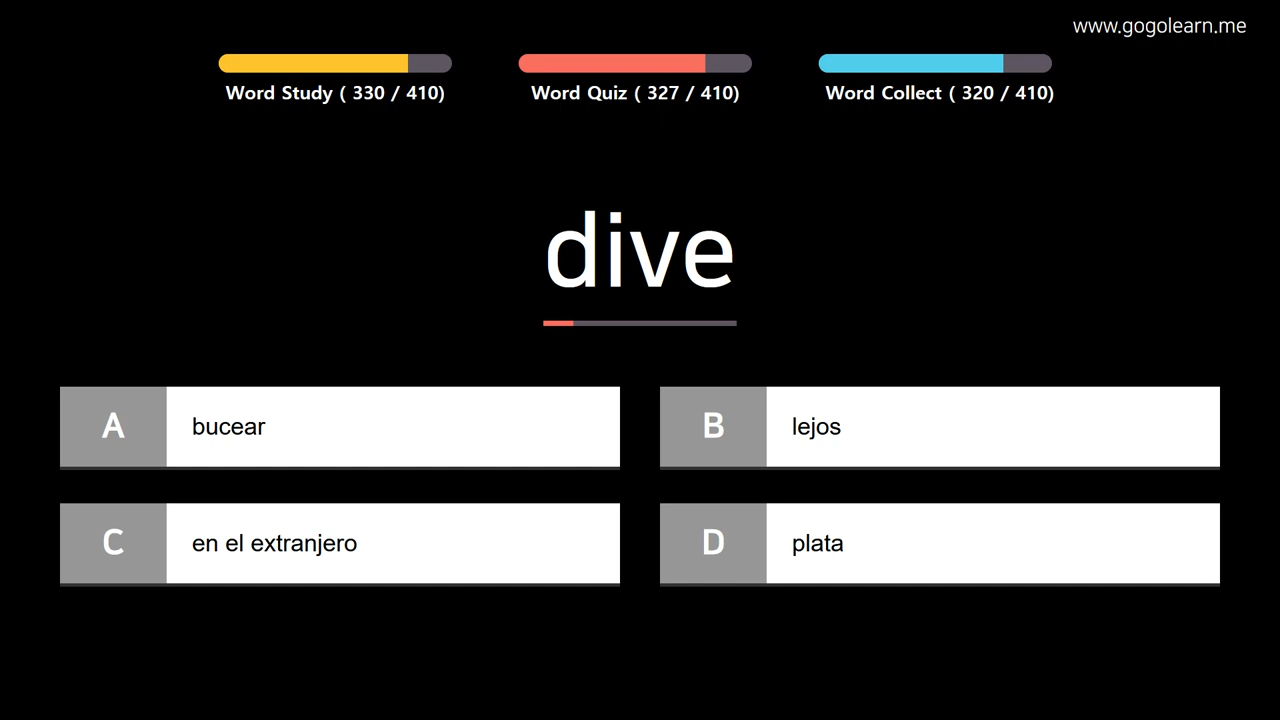 www.gogolearn.me
Word Study ( 330 / 410)
Word Quiz ( 327 / 410)
Word Collect ( 320 / 410)
dive
A bucear
B lejos
C en el extranjero
D plata